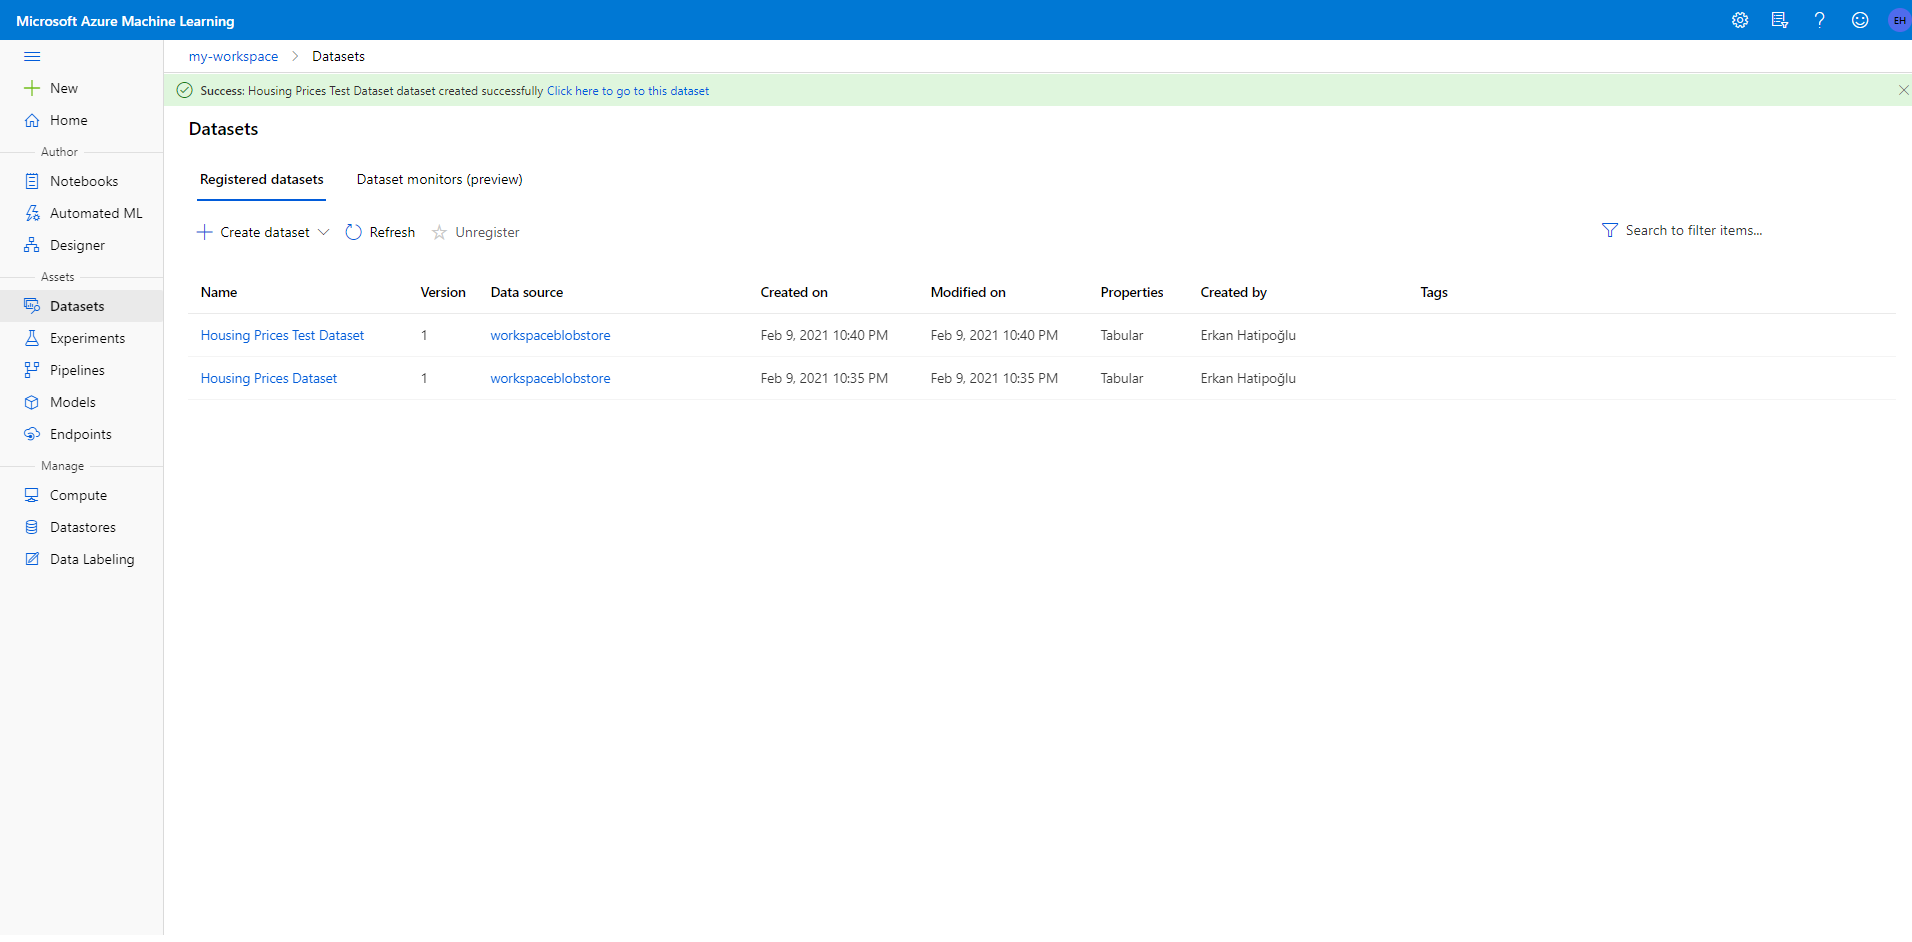 Microsoft Azure Machine Learning
EH
my-workspace > Datasets
New
Home
Author
Notebooks
Automated ML
Designer
Assets
Datasets
Experiments
Pipelines
Models
Endpoints
Manage
Compute
Datastores
Data Labeling
Success: Housing Prices Test Dataset dataset created successfully Click here to go to this dataset
Datasets
Registered datasets Dataset monitors (preview)
Create dataset Refresh Unregister Search to filter items...
Name Version Data source Created on Modified on Properties Created by Tags
Housing Prices Test Dataset 1 workspaceblobstore Feb 9, 2021 10:40 PM Feb 9, 2021 10:40 PM Tabular Erkan Hatipoğlu
Housing Prices Dataset 1 workspaceblobstore Feb 9, 2021 10:35 PM Feb 9, 2021 10:35 PM Tabular Erkan Hatipoğlu